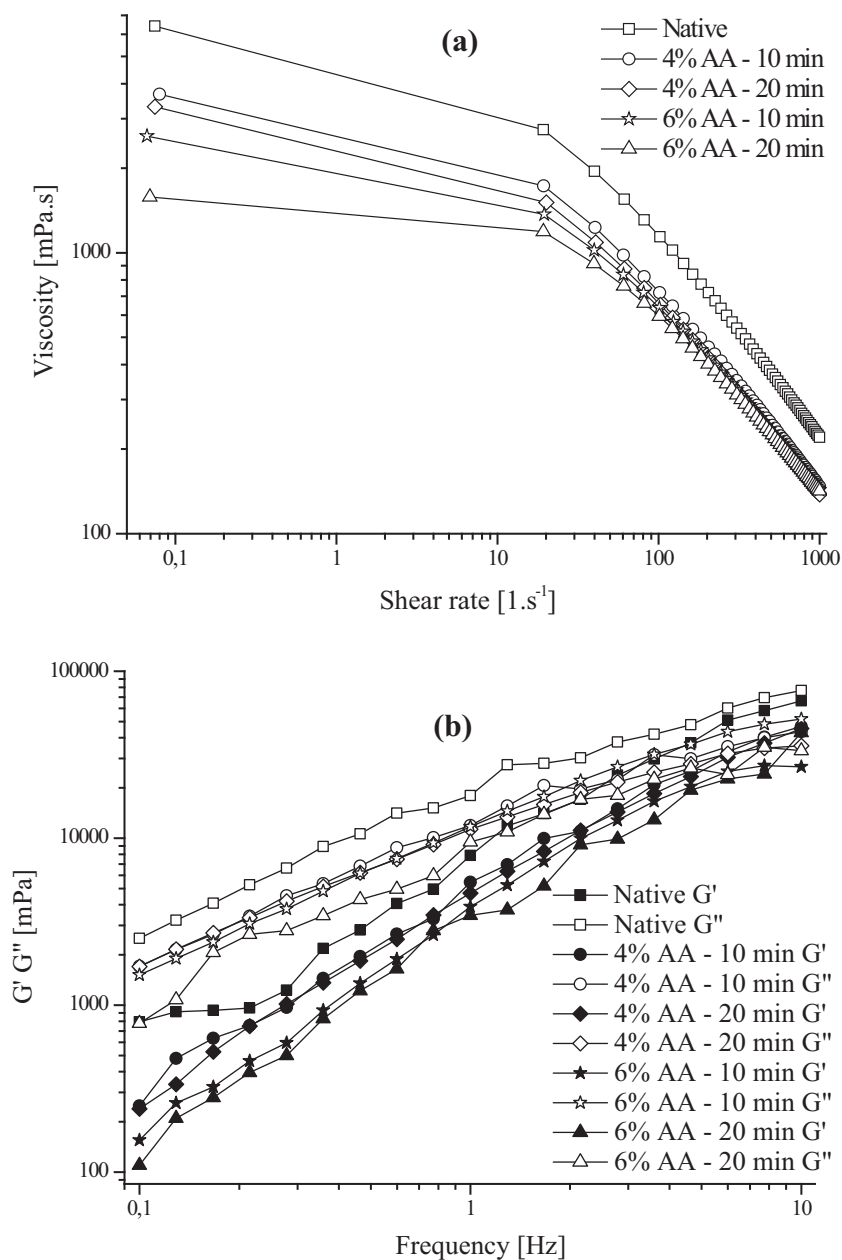 (a)
Native
4% AA - 10 min
4% AA - 20 min
6% AA - 10 min
6% AA - 20 min
Viscosity [mPa.s]
1000
100
0,1
1
10
100
1000
Shear rate [1.s⁻¹]
100000
(b)
10000
G' G" [mPa]
1000
100
Native G'
Native G"
4% AA - 10 min G'
4% AA - 10 min G"
4% AA - 20 min G'
4% AA - 20 min G"
6% AA - 10 min G'
6% AA - 10 min G"
6% AA - 20 min G'
6% AA - 20 min G"
0,1
1
10
Frequency [Hz]